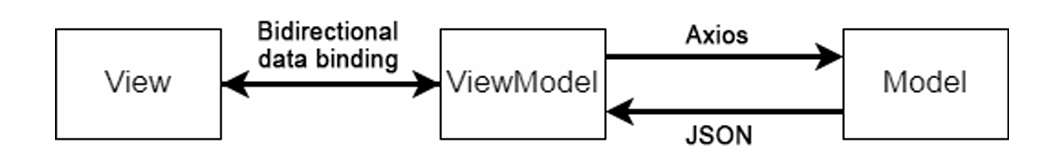 Bidirectional
data binding
View
ViewModel
Axios
JSON
Model